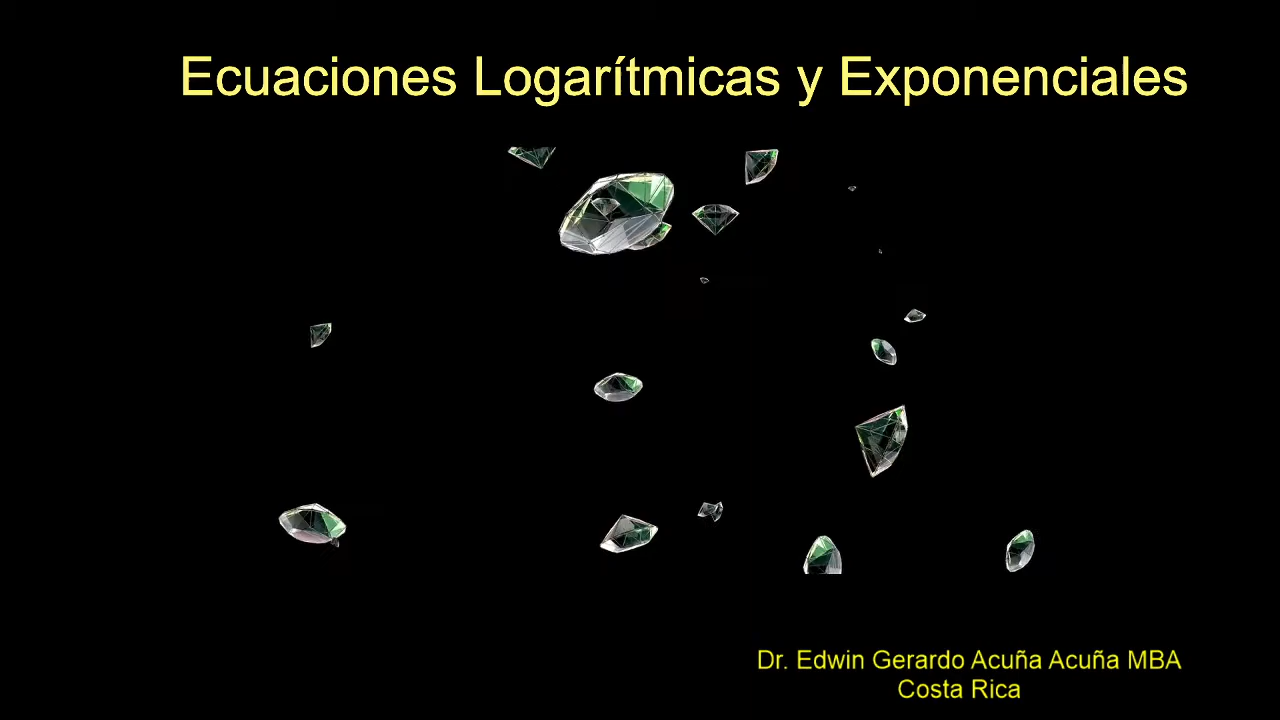 Ecuaciones Logarítmicas y Exponenciales
Dr. Edwin Gerardo Acuña Acuña MBA
Costa Rica